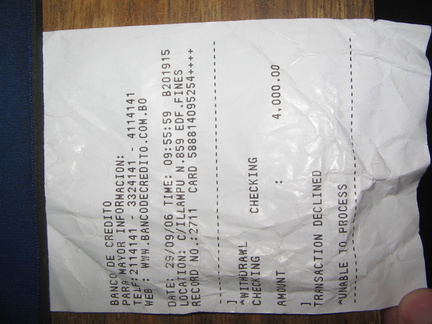 BANCO DE CREDITO
PARA MAYOR INFORMACION:
TELF:2114141 - 3324141 - 4114141
WEB : WWW.BANCODECREDITO.COM.BO
DATE: 29/09/06 TIME: 09:55:59 B201915
LOCATION: C/ILLAMPU N.859 EDF.FINES
RECORD NO.:2711 CARD 588814095254++++
--------------------------------
]
*WITHDRAWL
CHECKING CHECKING
AMOUNT : 4,000.00
]
TRANSACTION DECLINED
*UNABLE TO PROCESS
--------------------------------